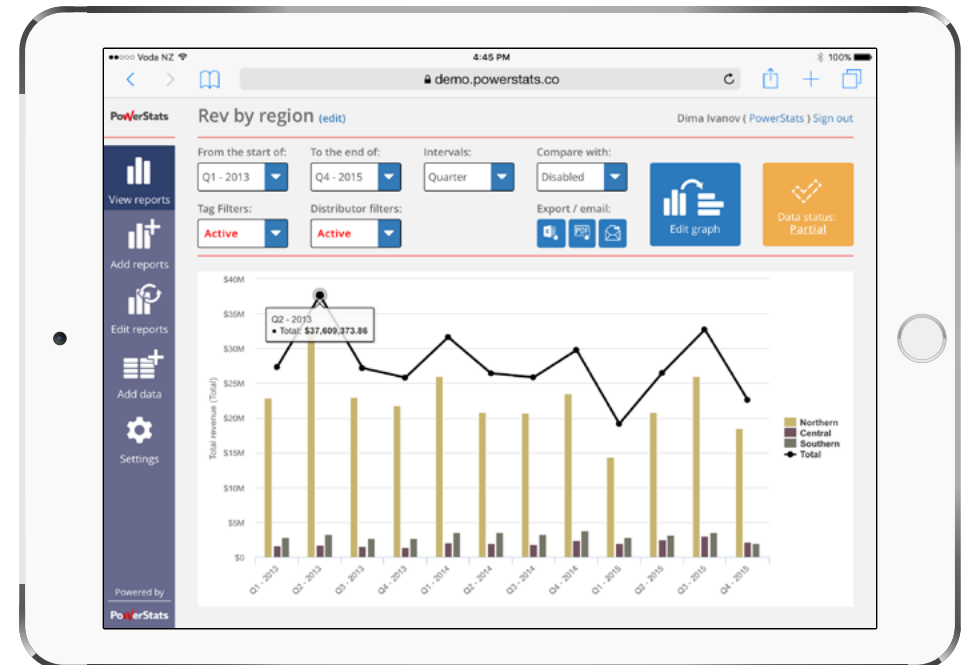 Voda NZ
4:45 PM
100%
demo.powerstats.co
PowerStats
Rev by region (edit)
Dima Ivanov ( PowerStats ) Sign out
From the start of:
To the end of:
Intervals:
Compare with:
Q1 - 2013
Q4 - 2015
Quarter
Disabled
Tag Filters:
Distributor filters:
Export / email:
Active
Active
PDF
Edit graph
Data status:
Partial
View reports
Add reports
Edit reports
Add data
Settings
Powered by
PowerStats
Total revenue (Total)
$40M
$35M
$30M
$25M
$20M
$15M
$10M
$5M
$0
Q2 - 2013
Total: $37,609,373.86
Q1 - 2013
Q2 - 2013
Q3 - 2013
Q4 - 2013
Q1 - 2014
Q2 - 2014
Q3 - 2014
Q4 - 2014
Q1 - 2015
Q2 - 2015
Q3 - 2015
Q4 - 2015
Northern
Central
Southern
Total